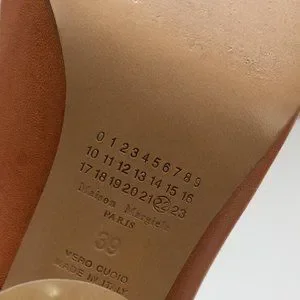 0 1 2 3 4 5 6 7 8 9
10 11 12 13 14 15 16
17 18 19 20 21 22 23
Maison Margiela
PARIS
39
VERO CUOIO
MADE IN ITALY